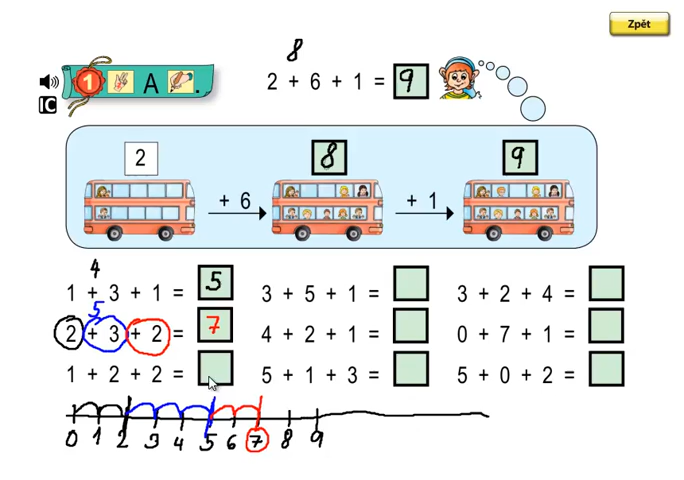 Zpět
8
1 A .
2 + 6 + 1 = 9
IC
2 8 9
+ 6 + 1
4
1 + 3 + 1 = 5 3 + 5 + 1 = 3 + 2 + 4 =
5
2 + 3 + 2 = 7 4 + 2 + 1 = 0 + 7 + 1 =
1 + 2 + 2 = 5 + 1 + 3 = 5 + 0 + 2 =
0 1 2 3 4 5 6 7 8 9